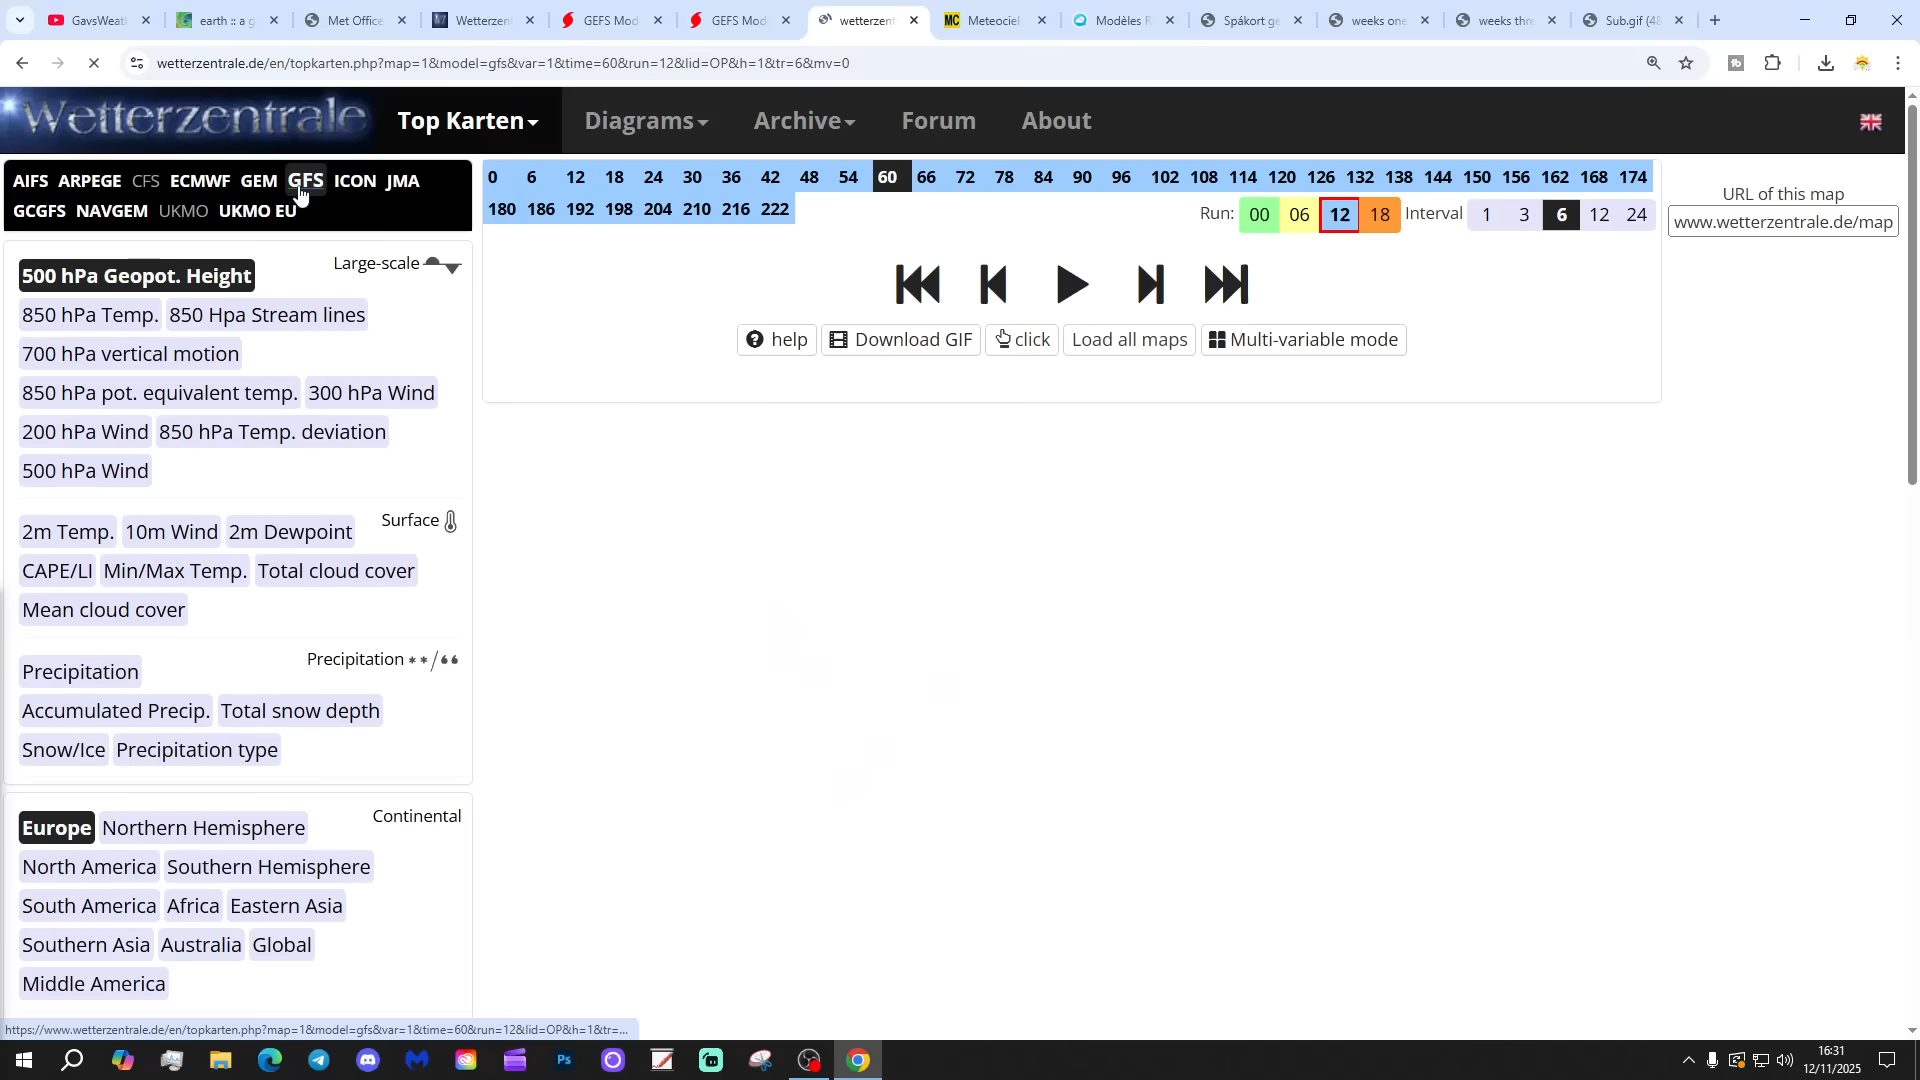 GavsWeath
earth :: a g
Met Office
Wetterzen
GEFS Mod
GEFS Mod
wetterzent
Meteociel
Modèles R
Spákort ge
weeks one,
weeks thre
Sub.gif (48
wetterzentrale.de/en/topkarten.php?map=1&model=gfs&var=1&time=60&run=12&lid=OP&h=1&tr=6&mv=0
Wetterzentrale Top Karten Diagrams Archive Forum About
AIFS ARPEGE CFS ECMWF GEM GFS ICON JMA
GCGFS NAVGEM UKMO UKMO EU
0 6 12 18 24 30 36 42 48 54 60 66 72 78 84 90 96 102 108 114 120 126 132 138 144 150 156 162 168 174
180 186 192 198 204 210 216 222
Run: 00 06 12 18 Interval 1 3 6 12 24
URL of this map
www.wetterzentrale.de/map
help Download GIF click Load all maps Multi-variable mode
Large-scale
500 hPa Geopot. Height
850 hPa Temp. 850 Hpa Stream lines
700 hPa vertical motion
850 hPa pot. equivalent temp. 300 hPa Wind
200 hPa Wind 850 hPa Temp. deviation
500 hPa Wind
Surface
2m Temp. 10m Wind 2m Dewpoint
CAPE/LI Min/Max Temp. Total cloud cover
Mean cloud cover
Precipitation
Precipitation
Accumulated Precip. Total snow depth
Snow/Ice Precipitation type
Continental
Europe Northern Hemisphere
North America Southern Hemisphere
South America Africa Eastern Asia
Southern Asia Australia Global
Middle America
https://www.wetterzentrale.de/en/topkarten.php?map=1&model=gfs&var=1&time=60&run=12&lid=OP&h=1&tr=...
16:31
12/11/2025